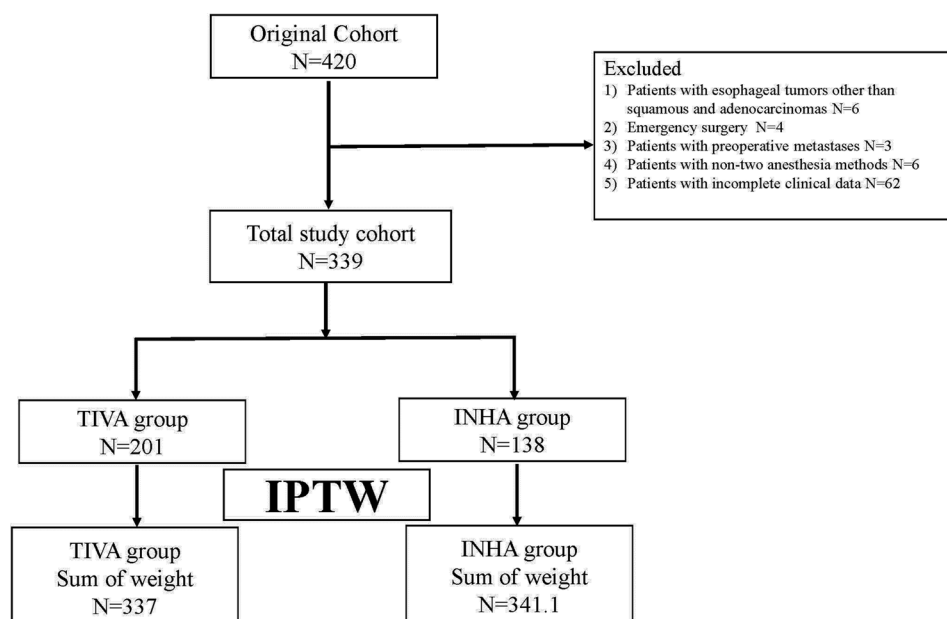 Original Cohort
N=420
Excluded
1) Patients with esophageal tumors other than
squamous and adenocarcinomas N=6
2) Emergency surgery N=4
3) Patients with preoperative metastases N=3
4) Patients with non-two anesthesia methods N=6
5) Patients with incomplete clinical data N=62
Total study cohort
N=339
TIVA group
N=201
INHA group
N=138
IPTW
TIVA group
Sum of weight
N=337
INHA group
Sum of weight
N=341.1